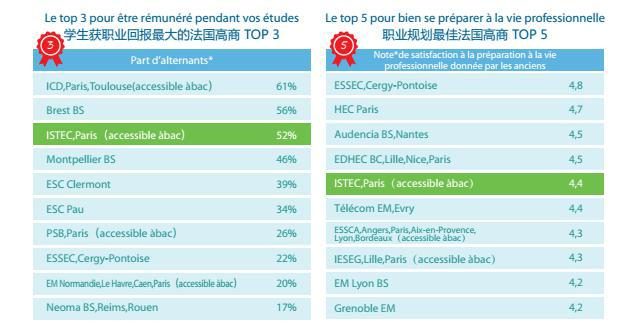 Le top 3 pour être rémunéré pendant vos études
学生获职业回报最大的法国高商 TOP 3
3
Part d'alternants*
ICD,Paris,Toulouse(accessible àbac) 61%
Brest BS 56%
ISTEC,Paris（accessible àbac） 52%
Montpellier BS 46%
ESC Clermont 39%
ESC Pau 34%
PSB,Paris（accessible àbac） 26%
ESSEC,Cergy-Pontoise 22%
EM Normandie,Le Havre,Caen,Paris（accessible àbac） 20%
Neoma BS,Reims,Rouen 17%
Le top 5 pour bien se préparer à la vie professionnelle
职业规划最佳法国高商 TOP 5
5
Note*de satisfaction à la préparation à la vie
professionnelle donnée par les anciens
ESSEC,Cergy-Pontoise 4,8
HEC Paris 4,7
Audencia BS,Nantes 4,5
EDHEC BC,Lille,Nice,Paris 4,5
ISTEC,Paris（accessible àbac） 4,4
Télécom EM,Evry 4,4
ESSCA,Angers,Paris,Aix-en-Provence,
Lyon,Bordeaux（accessible àbac） 4,3
IESEG,Lille,Paris（accessible àbac） 4,3
EM Lyon BS 4,2
Grenoble EM 4,2